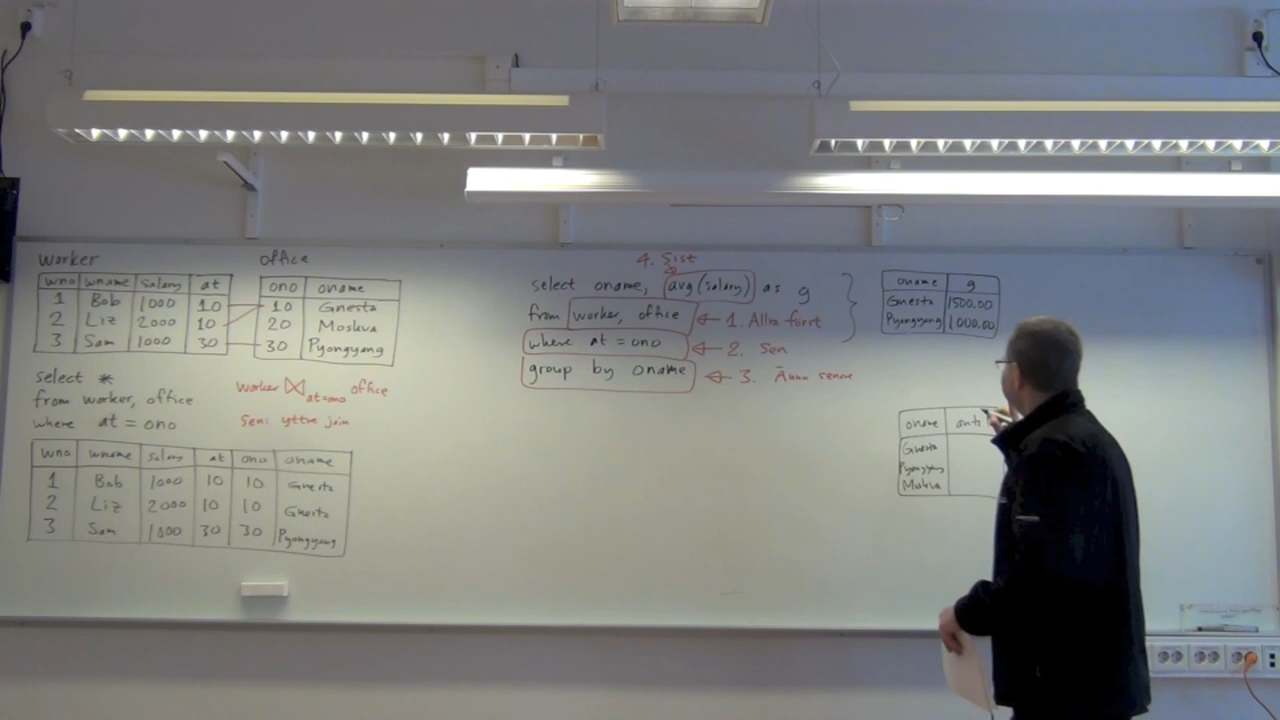 worker
wno wname salary at
1 Bob 1000 10
2 Liz 2000 10
3 Sam 1000 30
office
ono oname
10 Gnesta
20 Moskva
30 Pyongyang
select *
from worker, office
where at = ono
Worker ⋈ at=ono office
Sen: yttre join
wno wname salary at ono oname
1 Bob 1000 10 10 Gnesta
2 Liz 2000 10 10 Gnesta
3 Sam 1000 30 30 Pyongyang
4. Sist
select oname, avg(salary) as g
from worker, office
1. Allra först
where at = ono
2. Sen
group by oname
3. Ännu senare
oname g
Gnesta 1500.00
Pyongyang 1000.00
oname ant
Gnesta
Pyongyang
Moskva